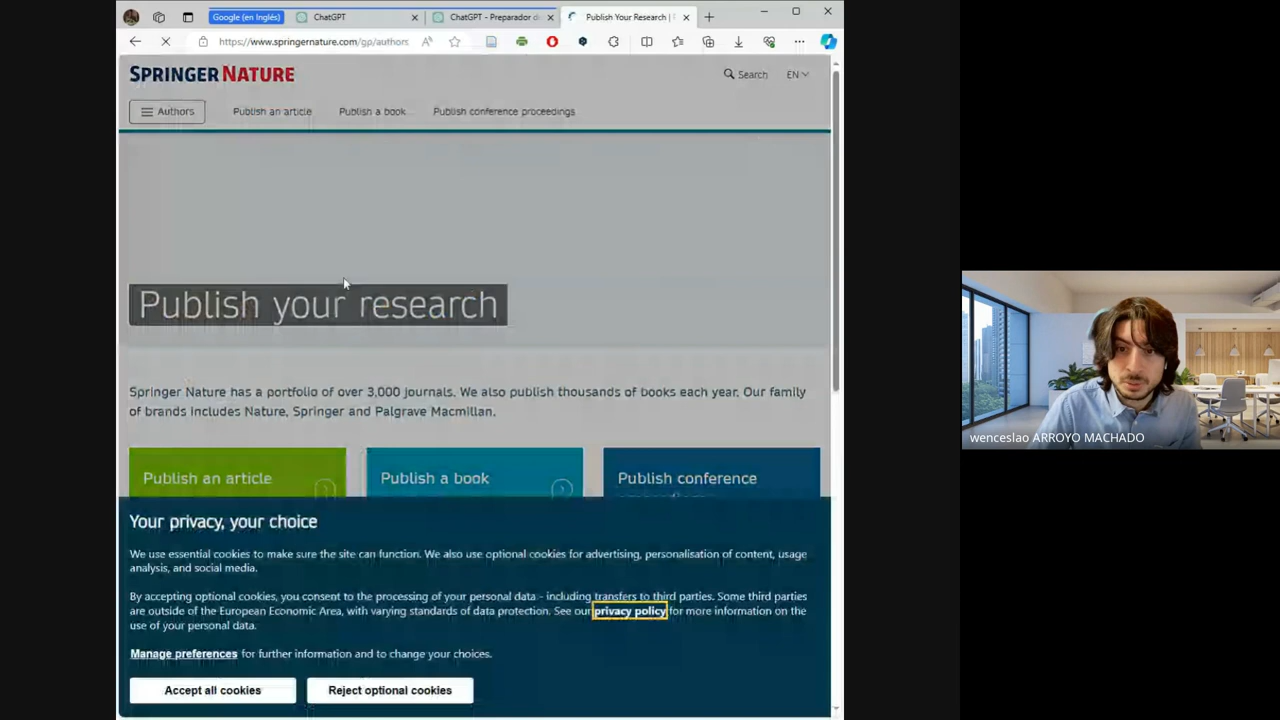 Google (en Inglés)
ChatGPT
ChatGPT - Preparador d
Publish Your Research |
https://www.springernature.com/gp/authors
SPRINGER NATURE
Search
EN
Authors
Publish an article
Publish a book
Publish conference proceedings
Publish your research
Springer Nature has a portfolio of over 3,000 journals. We also publish thousands of books each year. Our family
of brands includes Nature, Springer and Palgrave Macmillan.
Publish an article
Publish a book
Publish conference
Your privacy, your choice
We use essential cookies to make sure the site can function. We also use optional cookies for advertising, personalisation of content, usage
analysis, and social media.
By accepting optional cookies, you consent to the processing of your personal data - including transfers to third parties. Some third parties
are outside of the European Economic Area, with varying standards of data protection. See our privacy policy for more information on the
use of your personal data.
Manage preferences for further information and to change your choices.
Accept all cookies
Reject optional cookies
wenceslao ARROYO MACHADO